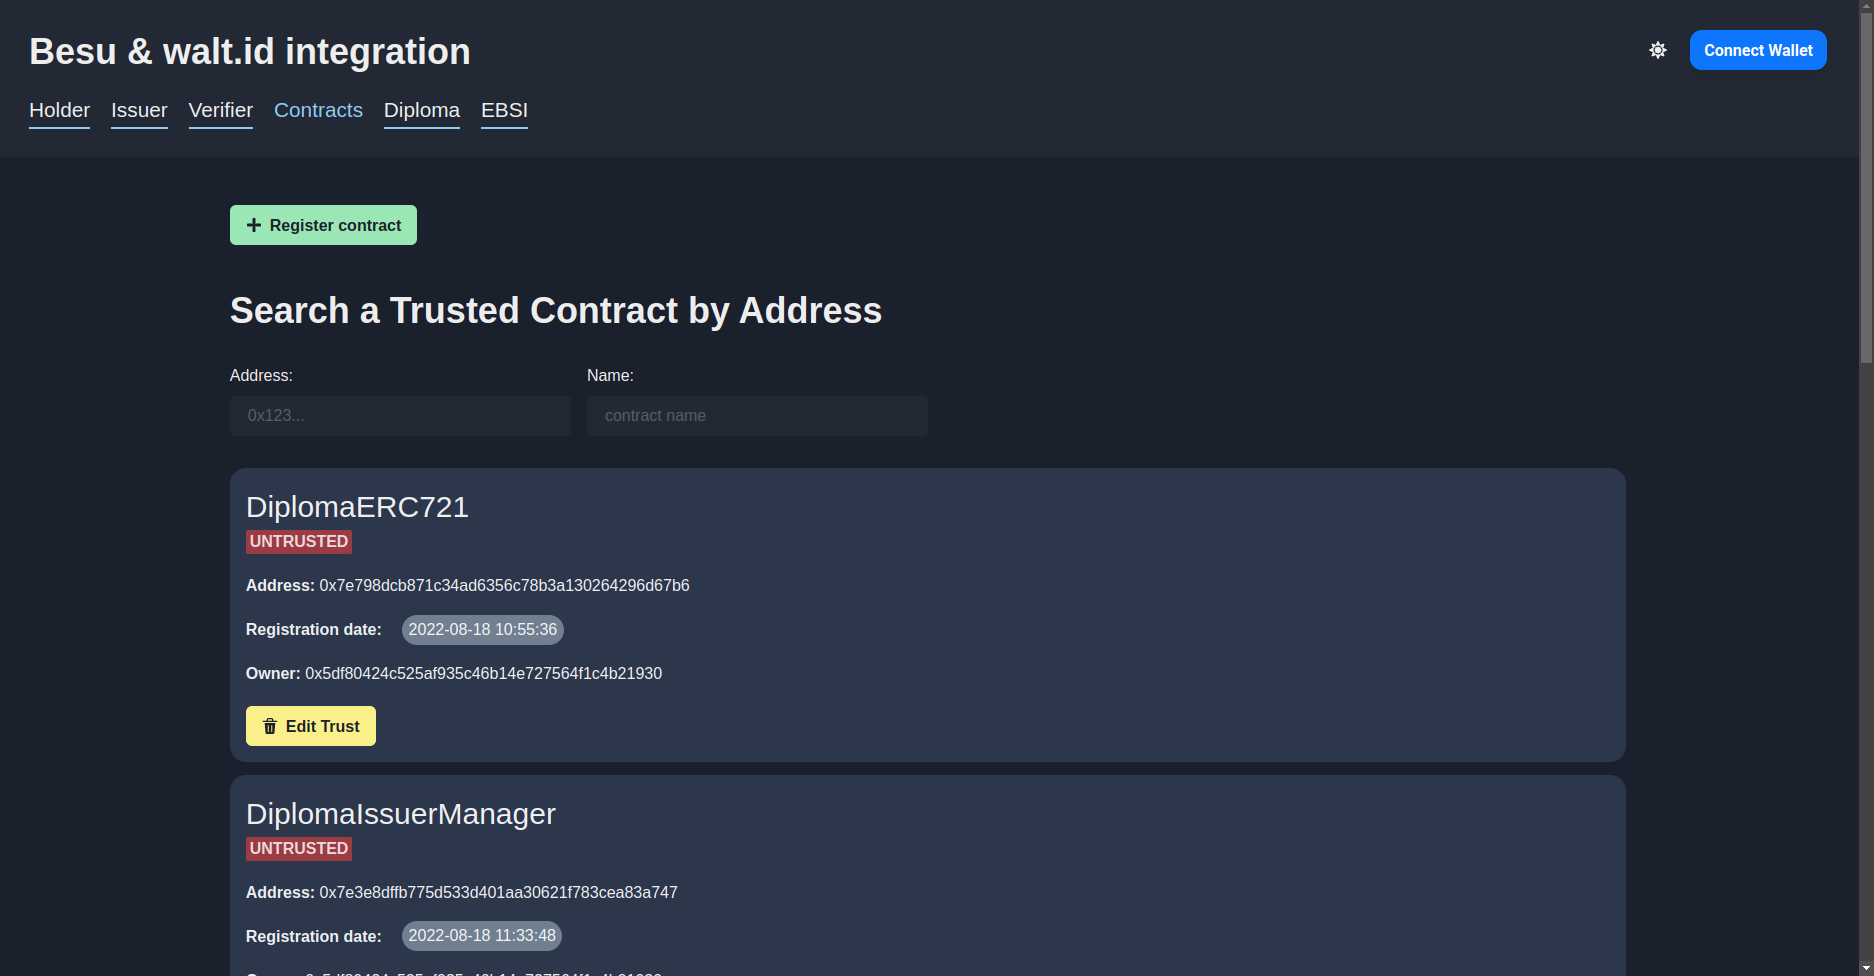 Besu & walt.id integration
Connect Wallet
Holder Issuer Verifier Contracts Diploma EBSI
Register contract
Search a Trusted Contract by Address
Address: Name:
0x123... contract name
DiplomaERC721
UNTRUSTED
Address: 0x7e798dcb871c34ad6356c78b3a130264296d67b6
Registration date: 2022-08-18 10:55:36
Owner: 0x5df80424c525af935c46b14e727564f1c4b21930
Edit Trust
DiplomaIssuerManager
UNTRUSTED
Address: 0x7e3e8dffb775d533d401aa30621f783cea83a747
Registration date: 2022-08-18 11:33:48